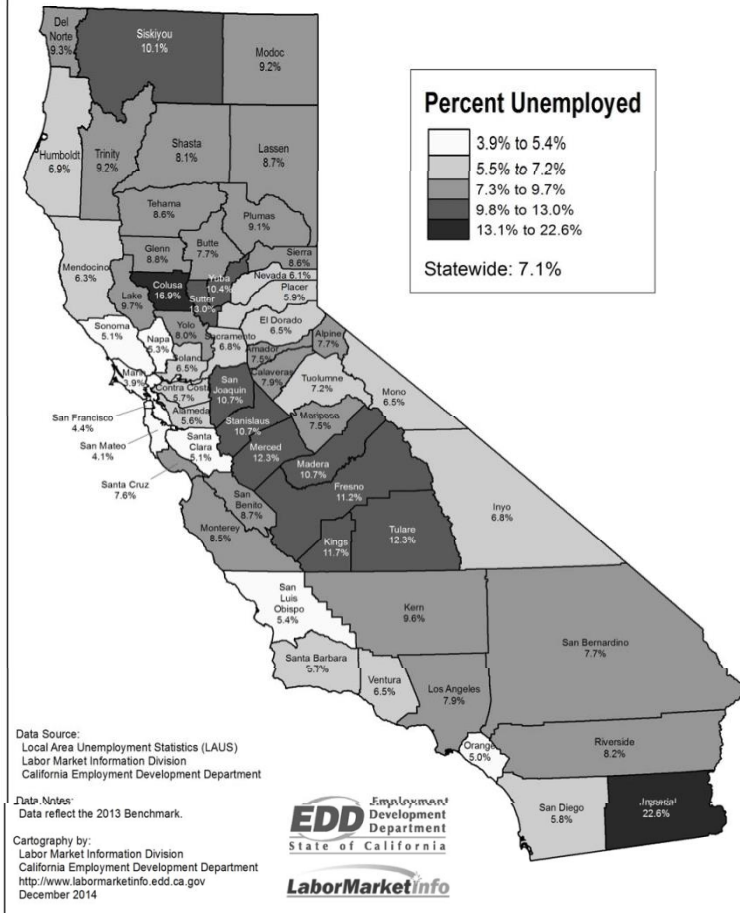 Del
Norte
9.3%
Siskiyou
10.1%
Modoc
9.2%
Percent Unemployed
3.9% to 5.4%
5.5% to 7.2%
7.3% to 9.7%
9.8% to 13.0%
13.1% to 22.6%
Statewide: 7.1%
Humboldt
6.9%
Trinity
9.2%
Shasta
8.1%
Lassen
8.7%
Tehama
8.6%
Plumas
9.1%
Mendocino
6.3%
Glenn
8.8%
Butte
7.7%
Sierra
8.6%
Lake
9.7%
Colusa
16.9%
Sutter
13.0%
Yuba
10.4%
Nevada 6.1%
Placer
5.9%
Sonoma
5.1%
Napa
5.3%
Yolo
8.0%
Sacramento
6.8%
El Dorado
6.5%
Alpine
7.7%
Amador
7.5%
Marin
3.9%
Solano
6.5%
Calaveras
7.9%
Tuolumne
7.2%
Mono
6.5%
Contra Costa
5.7%
San
Joaquin
10.7%
San Francisco
4.4%
Alameda
5.6%
Stanislaus
10.7%
Mariposa
7.5%
San Mateo
4.1%
Santa
Clara
5.1%
Merced
12.3%
Madera
10.7%
Santa Cruz
7.6%
San
Benito
8.7%
Fresno
11.2%
Inyo
6.8%
Monterey
8.5%
Kings
11.7%
Tulare
12.3%
San
Luis
Obispo
5.4%
Kern
9.6%
San Bernardino
7.7%
Santa Barbara
5.7%
Ventura
6.5%
Los Angeles
7.9%
Orange
5.0%
Riverside
8.2%
San Diego
5.8%
Imperial
22.6%
Data Source:
Local Area Unemployment Statistics (LAUS)
Labor Market Information Division
California Employment Development Department
Data Notes:
Data reflect the 2013 Benchmark.
Cartography by:
Labor Market Information Division
California Employment Development Department
http://www.labormarketinfo.edd.ca.gov
December 2014
EDD
Employment
Development
Department
State of California
LaborMarketInfo